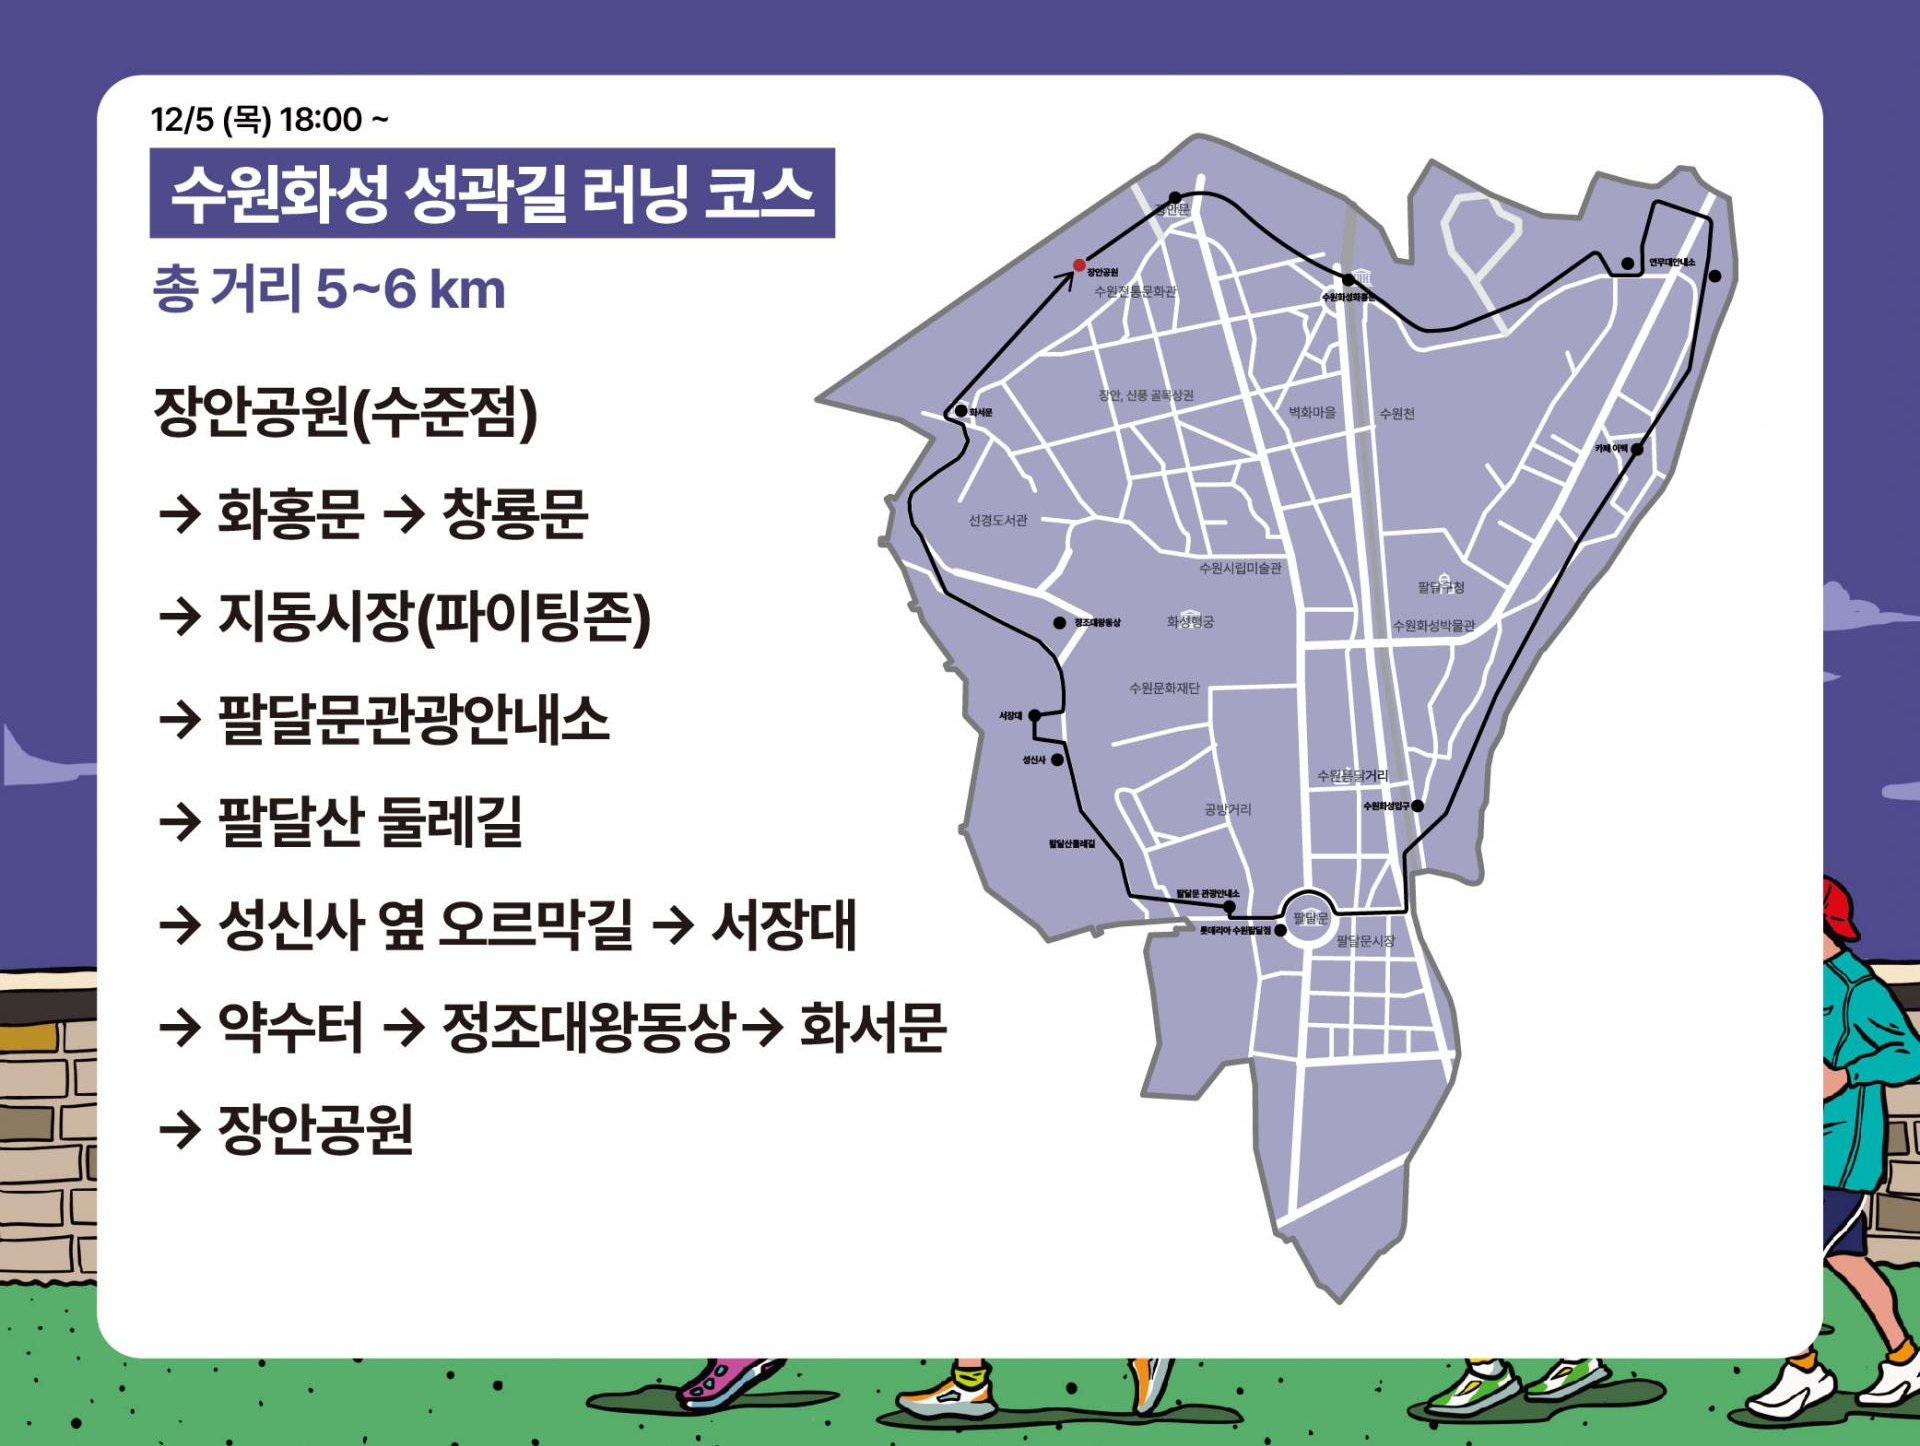 12/5 (목) 18:00 ~
수원화성 성곽길 러닝 코스
총 거리 5~6 km
장안공원(수준점)
→ 화홍문 → 창룡문
→ 지동시장(파이팅존)
→ 팔달문관광안내소
→ 팔달산 둘레길
→ 성신사 옆 오르막길 → 서장대
→ 약수터 → 정조대왕동상→ 화서문
→ 장안공원
장안문
장안공원
수원전통문화관
수원화성화홍문
연무대안내소
화서문
장안, 신풍 골목상권
벽화마을
수원천
카페 이백
선경도서관
수원시립미술관
팔달구청
정조대왕동상
화성행궁
수원화성박물관
수원문화재단
서장대
성신사
수원통닭거리
수원화성입구
공방거리
팔달산둘레길
팔달문 관광안내소
팔달문
롯데리아 수원팔달점
팔달문시장